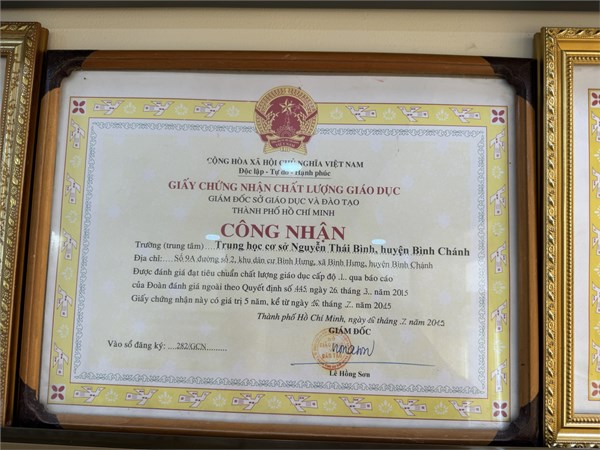 CỘNG HÒA XÃ HỘI CHỦ NGHĨA VIỆT NAM
Độc lập - Tự do - Hạnh phúc
GIẤY CHỨNG NHẬN CHẤT LƯỢNG GIÁO DỤC
GIÁM ĐỐC SỞ GIÁO DỤC VÀ ĐÀO TẠO
THÀNH PHỐ HỒ CHÍ MINH
CÔNG NHẬN
Trường (trung tâm) ....Trung học cơ sở Nguyễn Thái Bình, huyện Bình Chánh
Địa chỉ: .... Số 9A đường số 2, khu dân cư Bình Hưng, xã Bình Hưng, huyện Bình Chánh
Được đánh giá đạt tiêu chuẩn chất lượng giáo dục cấp độ .1.. qua báo cáo
của Đoàn đánh giá ngoài theo Quyết định số 445 ngày 26 tháng 3.. năm 2015
Giấy chứng nhận này có giá trị 5 năm, kể từ ngày tháng năm 2015
Thành phố Hồ Chí Minh, ngày tháng năm 2015
GIÁM ĐỐC
Vào sổ đăng ký: ....282/GCN..........
Lê Hồng Sơn